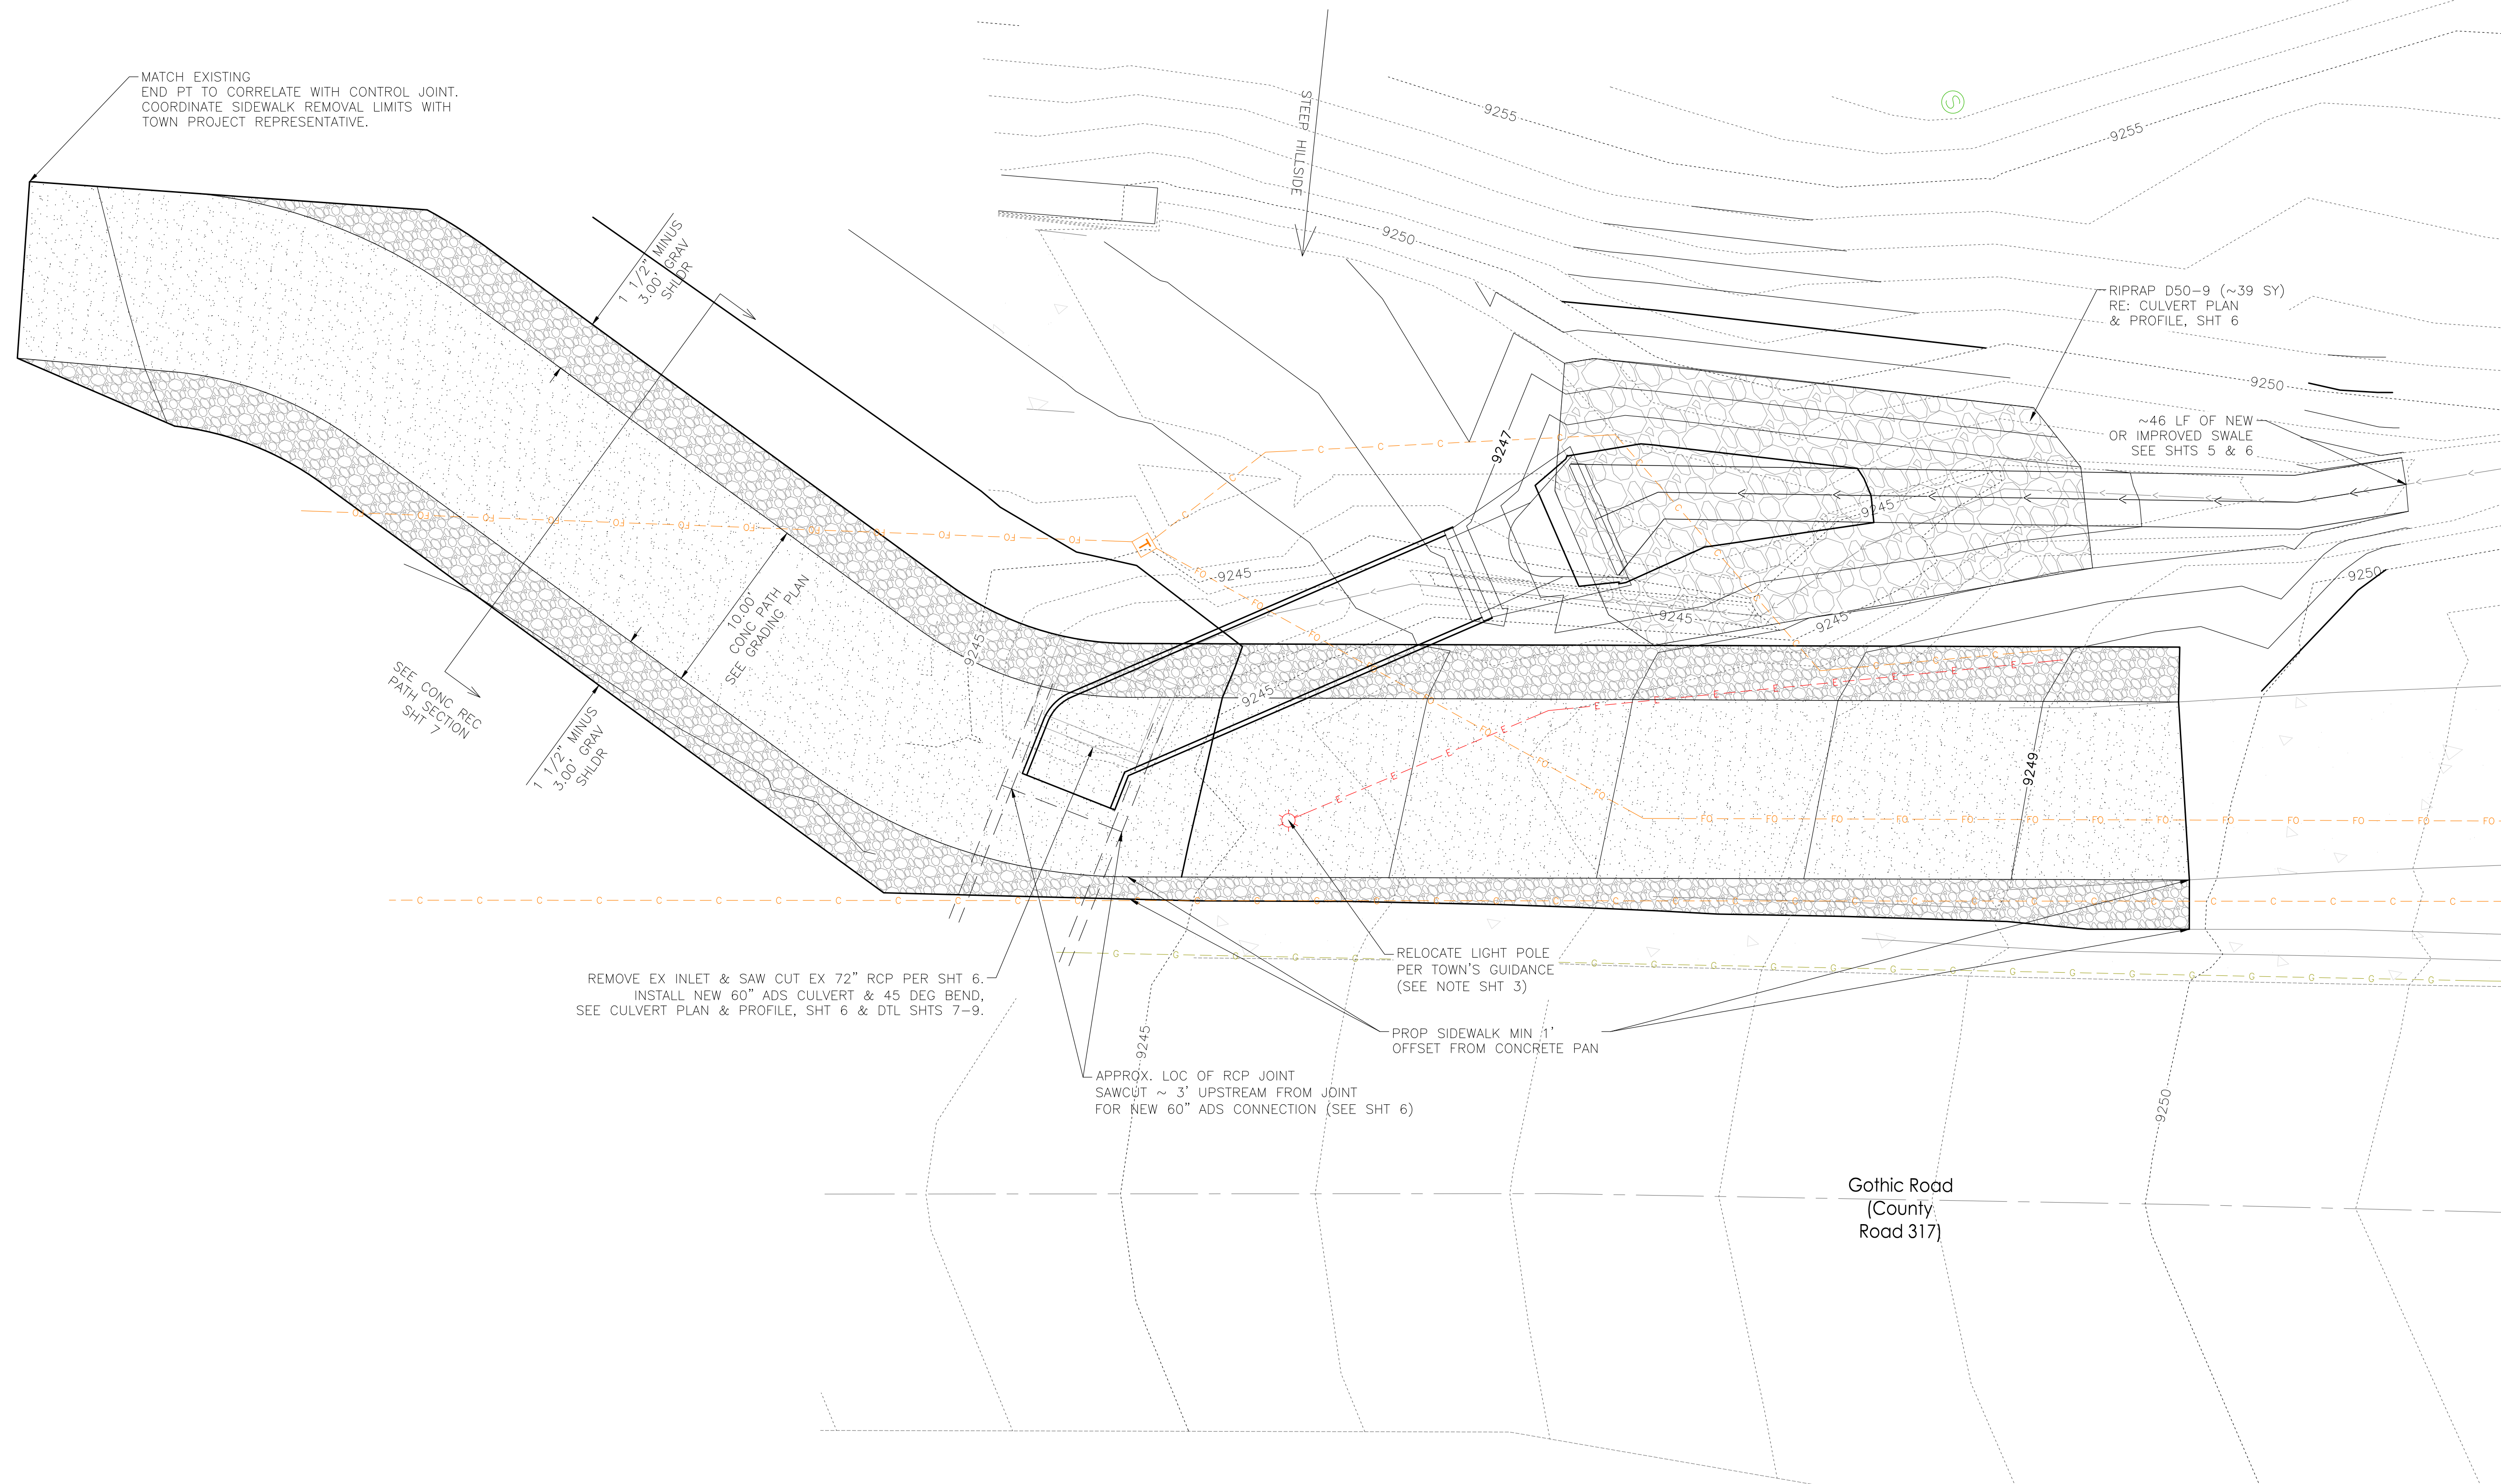 MATCH EXISTING
END PT TO CORRELATE WITH CONTROL JOINT.
COORDINATE SIDEWALK REMOVAL LIMITS WITH
TOWN PROJECT REPRESENTATIVE.
STEEP HILLSIDE
S
9255
9255
9250
1 1/2" MINUS
3.00' GRAV
SHLDR
RIPRAP D50-9 (~39 SY)
RE: CULVERT PLAN
& PROFILE, SHT 6
9250
~46 LF OF NEW
OR IMPROVED SWALE
SEE SHTS 5 & 6
9247
9245
T
9245
9250
9245
9245
9245
9245
10.00'
CONC PATH
SEE GRADING PLAN
SEE CONC REC
PATH SECTION
SHT 7
1 1/2" MINUS
3.00' GRAV
SHLDR
9249
C
FO
E
G
REMOVE EX INLET & SAW CUT EX 72" RCP PER SHT 6.
INSTALL NEW 60" ADS CULVERT & 45 DEG BEND,
SEE CULVERT PLAN & PROFILE, SHT 6 & DTL SHTS 7-9.
RELOCATE LIGHT POLE
PER TOWN'S GUIDANCE
(SEE NOTE SHT 3)
PROP SIDEWALK MIN 1'
OFFSET FROM CONCRETE PAN
9245
APPROX. LOC OF RCP JOINT
SAWCUT ~ 3' UPSTREAM FROM JOINT
FOR NEW 60" ADS CONNECTION (SEE SHT 6)
9250
Gothic Road
(County
Road 317)